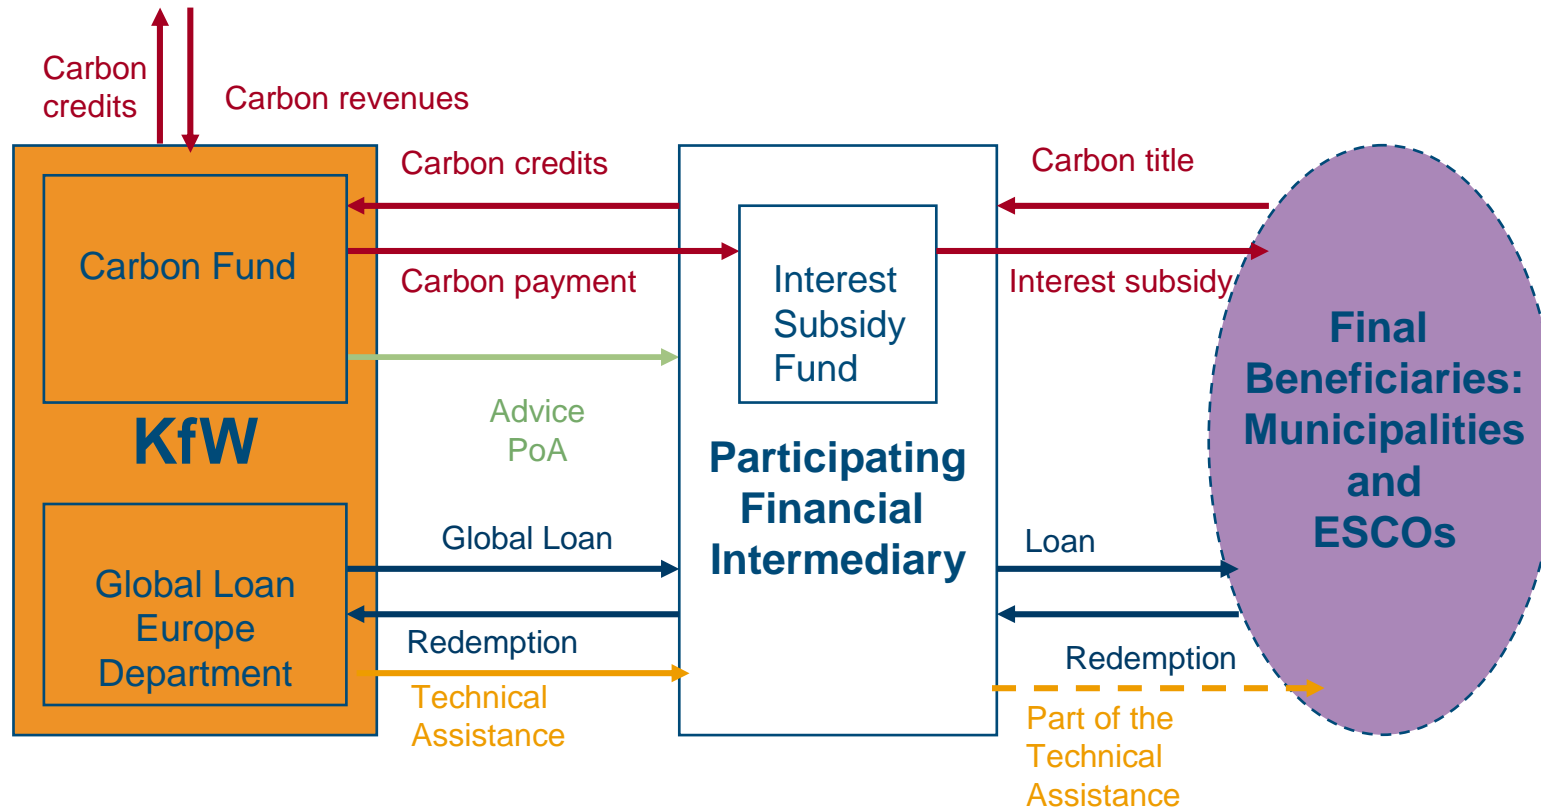 Carbon
credits
Carbon revenues
Carbon credits
Carbon title
Carbon Fund
Carbon payment
Interest
Subsidy
Fund
Interest subsidy
Final
Beneficiaries:
Municipalities
and
ESCOs
KfW
Advice
PoA
Participating
Financial
Intermediary
Global Loan
Loan
Global Loan
Europe
Department
Redemption
Redemption
Technical
Assistance
Part of the
Technical
Assistance